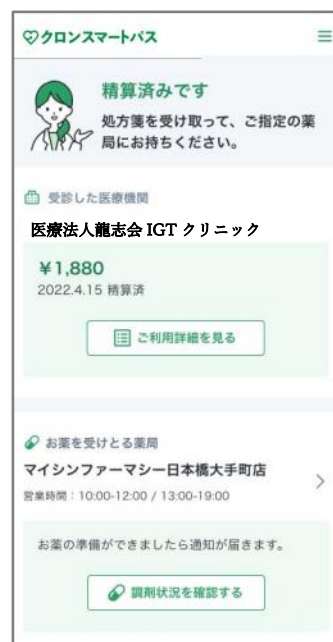 クロンスマートパス
精算済みです
処方箋を受け取って、ご指定の薬
局にお持ちください。
受診した医療機関
医療法人龍志会 IGT クリニック
¥1,880
2022.4.15 精算済
ご利用詳細を見る
お薬を受けとる薬局
マイシンファーマシー日本橋大手町店
営業時間:10:00-12:00 / 13:00-19:00
お薬の準備ができましたら通知が届きます。
調剤状況を確認する